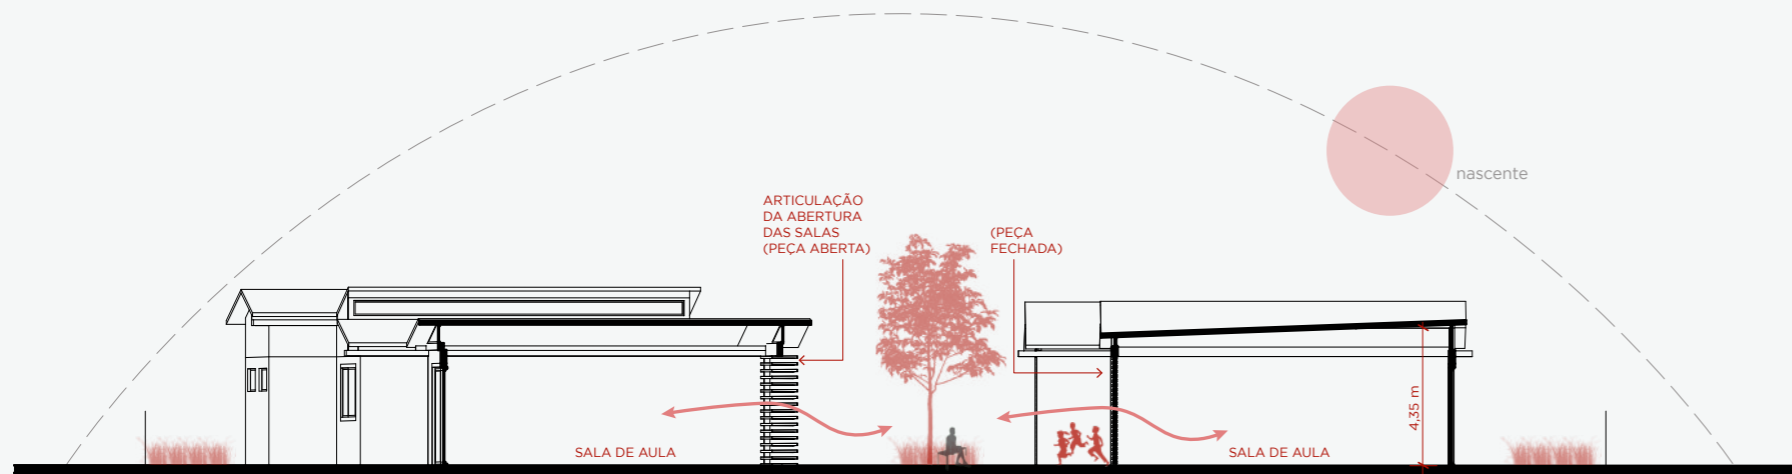 nascente
ARTICULAÇÃO
DA ABERTURA
DAS SALAS
(PEÇA ABERTA)
(PEÇA
FECHADA)
4,35 m
SALA DE AULA
SALA DE AULA